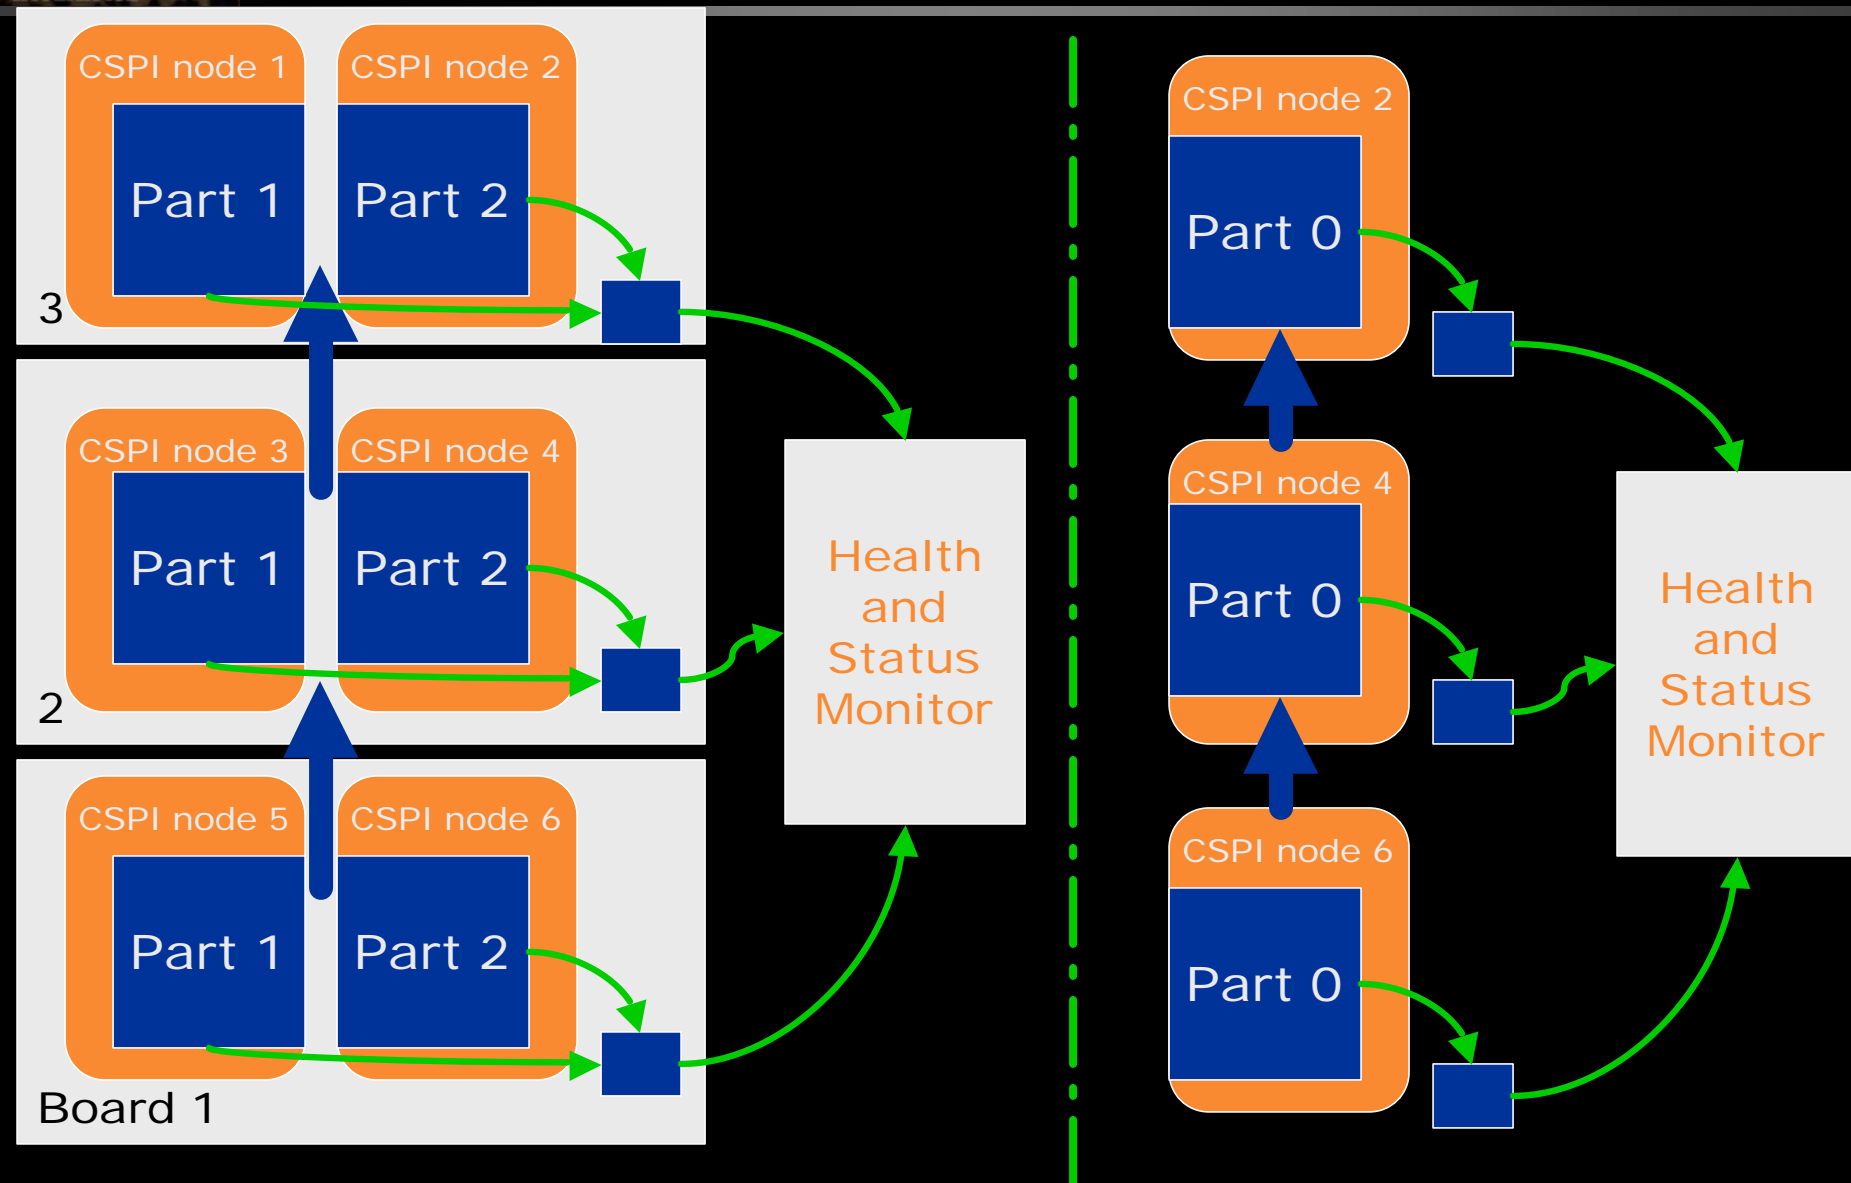 CSPI node 1
CSPI node 2
Part 1
Part 2
3
CSPI node 3
CSPI node 4
Part 1
Part 2
2
CSPI node 5
CSPI node 6
Part 1
Part 2
Board 1
Health
and
Status
Monitor
CSPI node 2
Part 0
CSPI node 4
Part 0
CSPI node 6
Part 0
Health
and
Status
Monitor